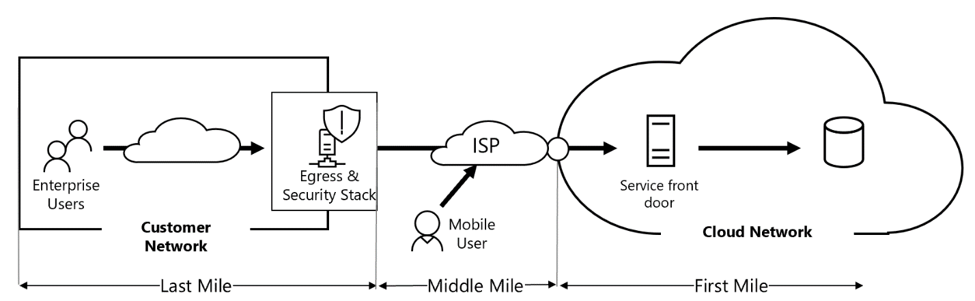 Enterprise
Users
Customer
Network
Egress &
Security Stack
ISP
Mobile
User
Service front
door
Cloud Network
Last Mile
Middle Mile
First Mile